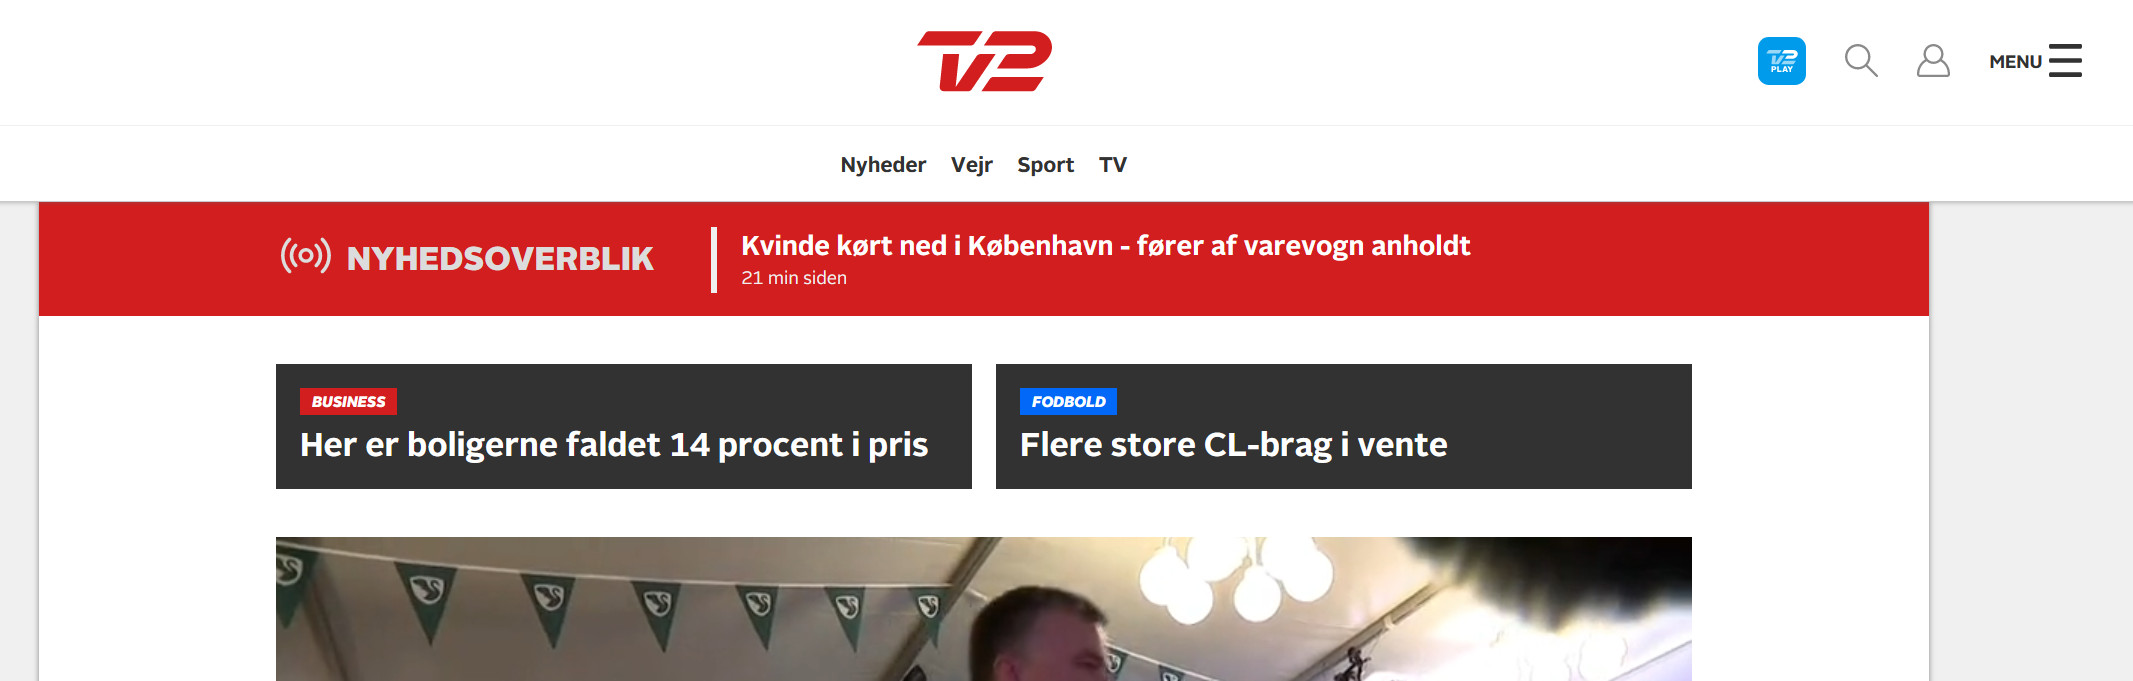 TV2
TV2 PLAY
MENU
Nyheder Vejr Sport TV
NYHEDSOVERBLIK
Kvinde kørt ned i København - fører af varevogn anholdt
21 min siden
BUSINESS
Her er boligerne faldet 14 procent i pris
FODBOLD
Flere store CL-brag i vente